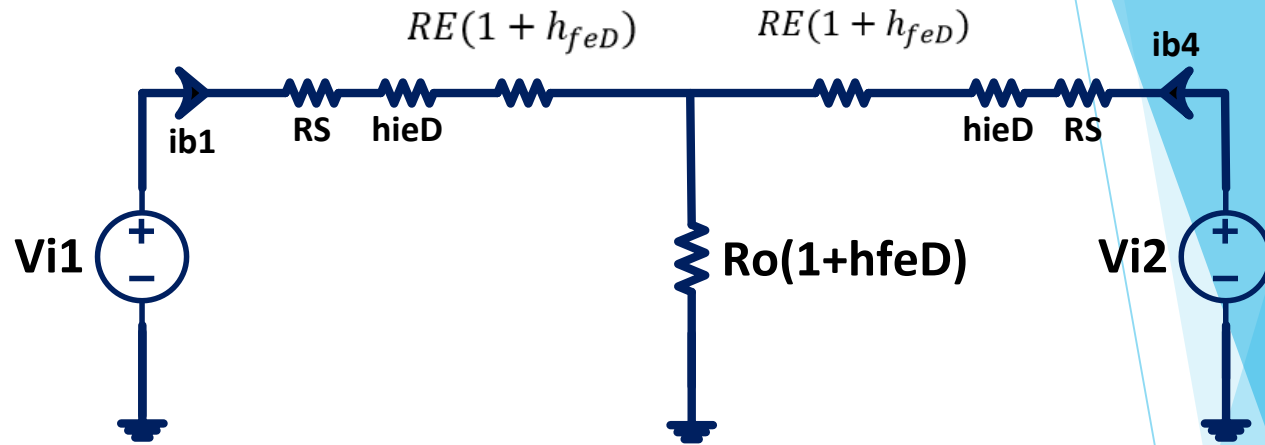 RE(1 + h_feD)
RE(1 + h_feD)
ib4
ib1
RS
hieD
hieD
RS
Vi1
+
−
Ro(1+hfeD)
Vi2
+
−